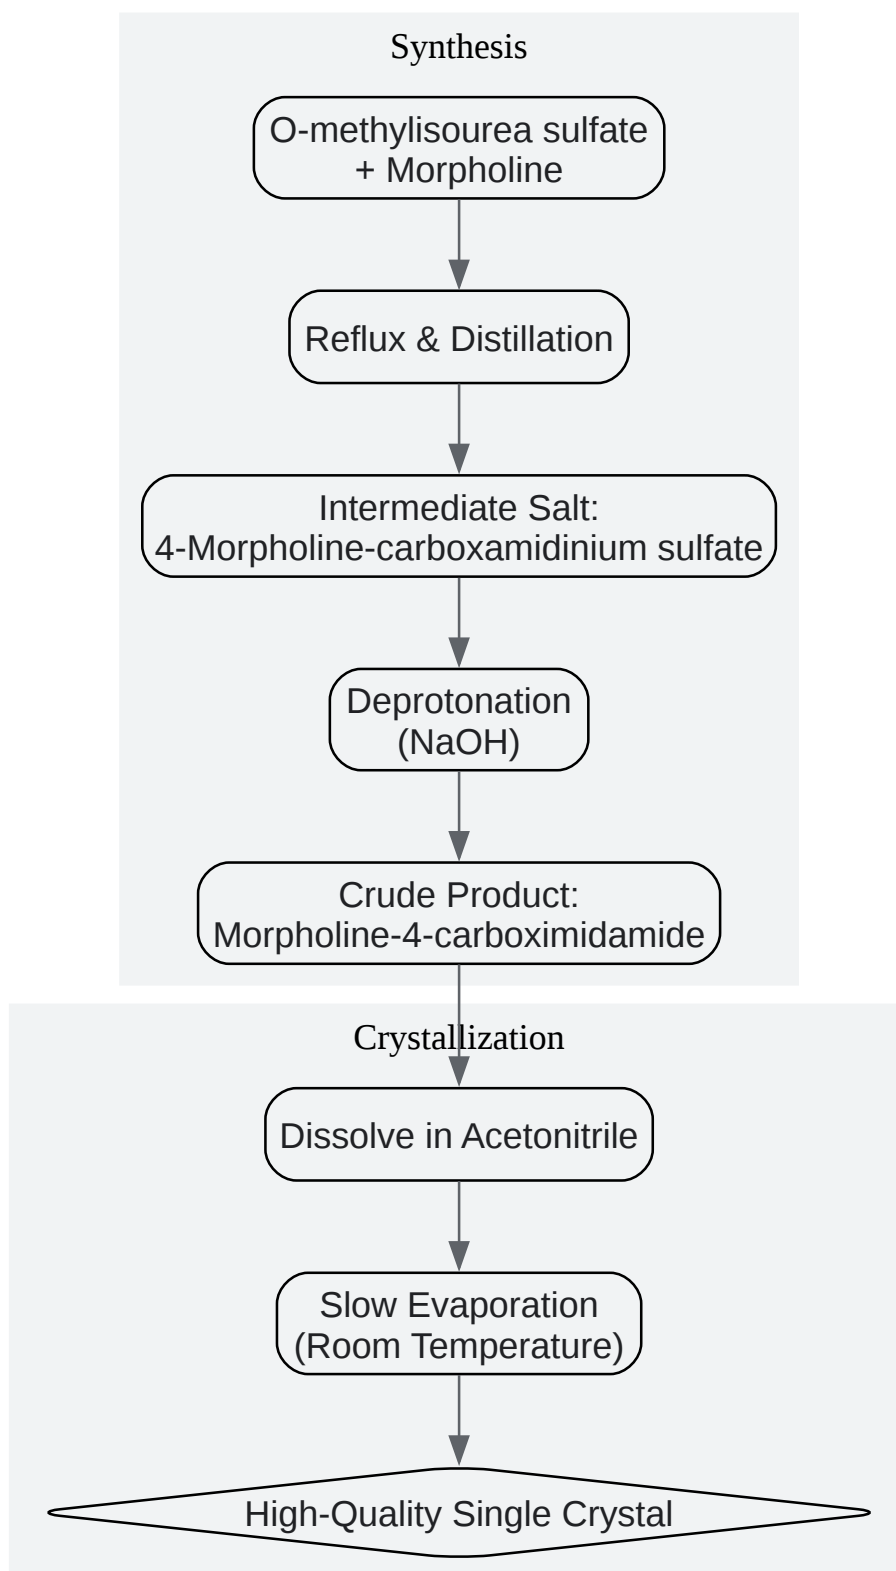 Synthesis
O-methylisourea sulfate
+ Morpholine
Reflux & Distillation
Intermediate Salt:
4-Morpholine-carboxamidinium sulfate
Deprotonation
(NaOH)
Crude Product:
Morpholine-4-carboximidamide
Crystallization
Dissolve in Acetonitrile
Slow Evaporation
(Room Temperature)
High-Quality Single Crystal